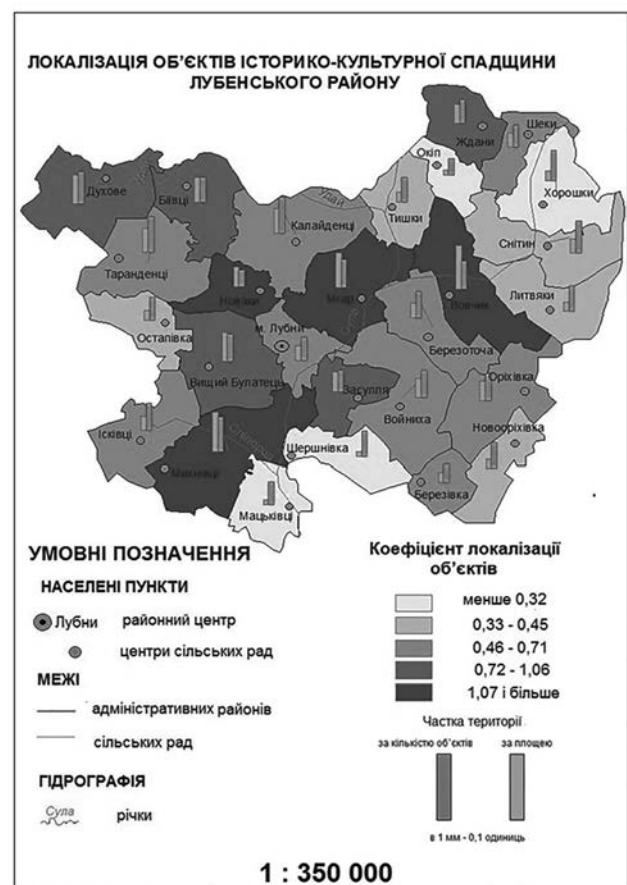 ЛОКАЛІЗАЦІЯ ОБ’ЄКТІВ ІСТОРИКО-КУЛЬТУРНОЇ СПАДЩИНИ
ЛУБЕНСЬКОГО РАЙОНУ
Шеки
Ждани
Окіп
Хорошки
Духове
Біївці
Удай
Тишки
Калайденці
Снітин
Таранденці
Новаки
Мгар
Вовчик
Литвяки
Остапівка
м. Лубни
Березоточа
Вищий Булатець
Засулля
Оріхівка
Войниха
Ісківці
Новооріхівка
Шершнівка
Березівка
Мацьківці
УМОВНІ ПОЗНАЧЕННЯ
НАСЕЛЕНІ ПУНКТИ
Лубни районний центр
центри сільських рад
МЕЖІ
адміністративних районів
сільських рад
ГІДРОГРАФІЯ
Сула річки
Коефіцієнт локалізації
об’єктів
менше 0,32
0,33 - 0,45
0,46 - 0,71
0,72 - 1,06
1,07 і більше
Частка території
за кількістю об’єктів за площею
в 1 мм - 0,1 одиниць
1 : 350 000